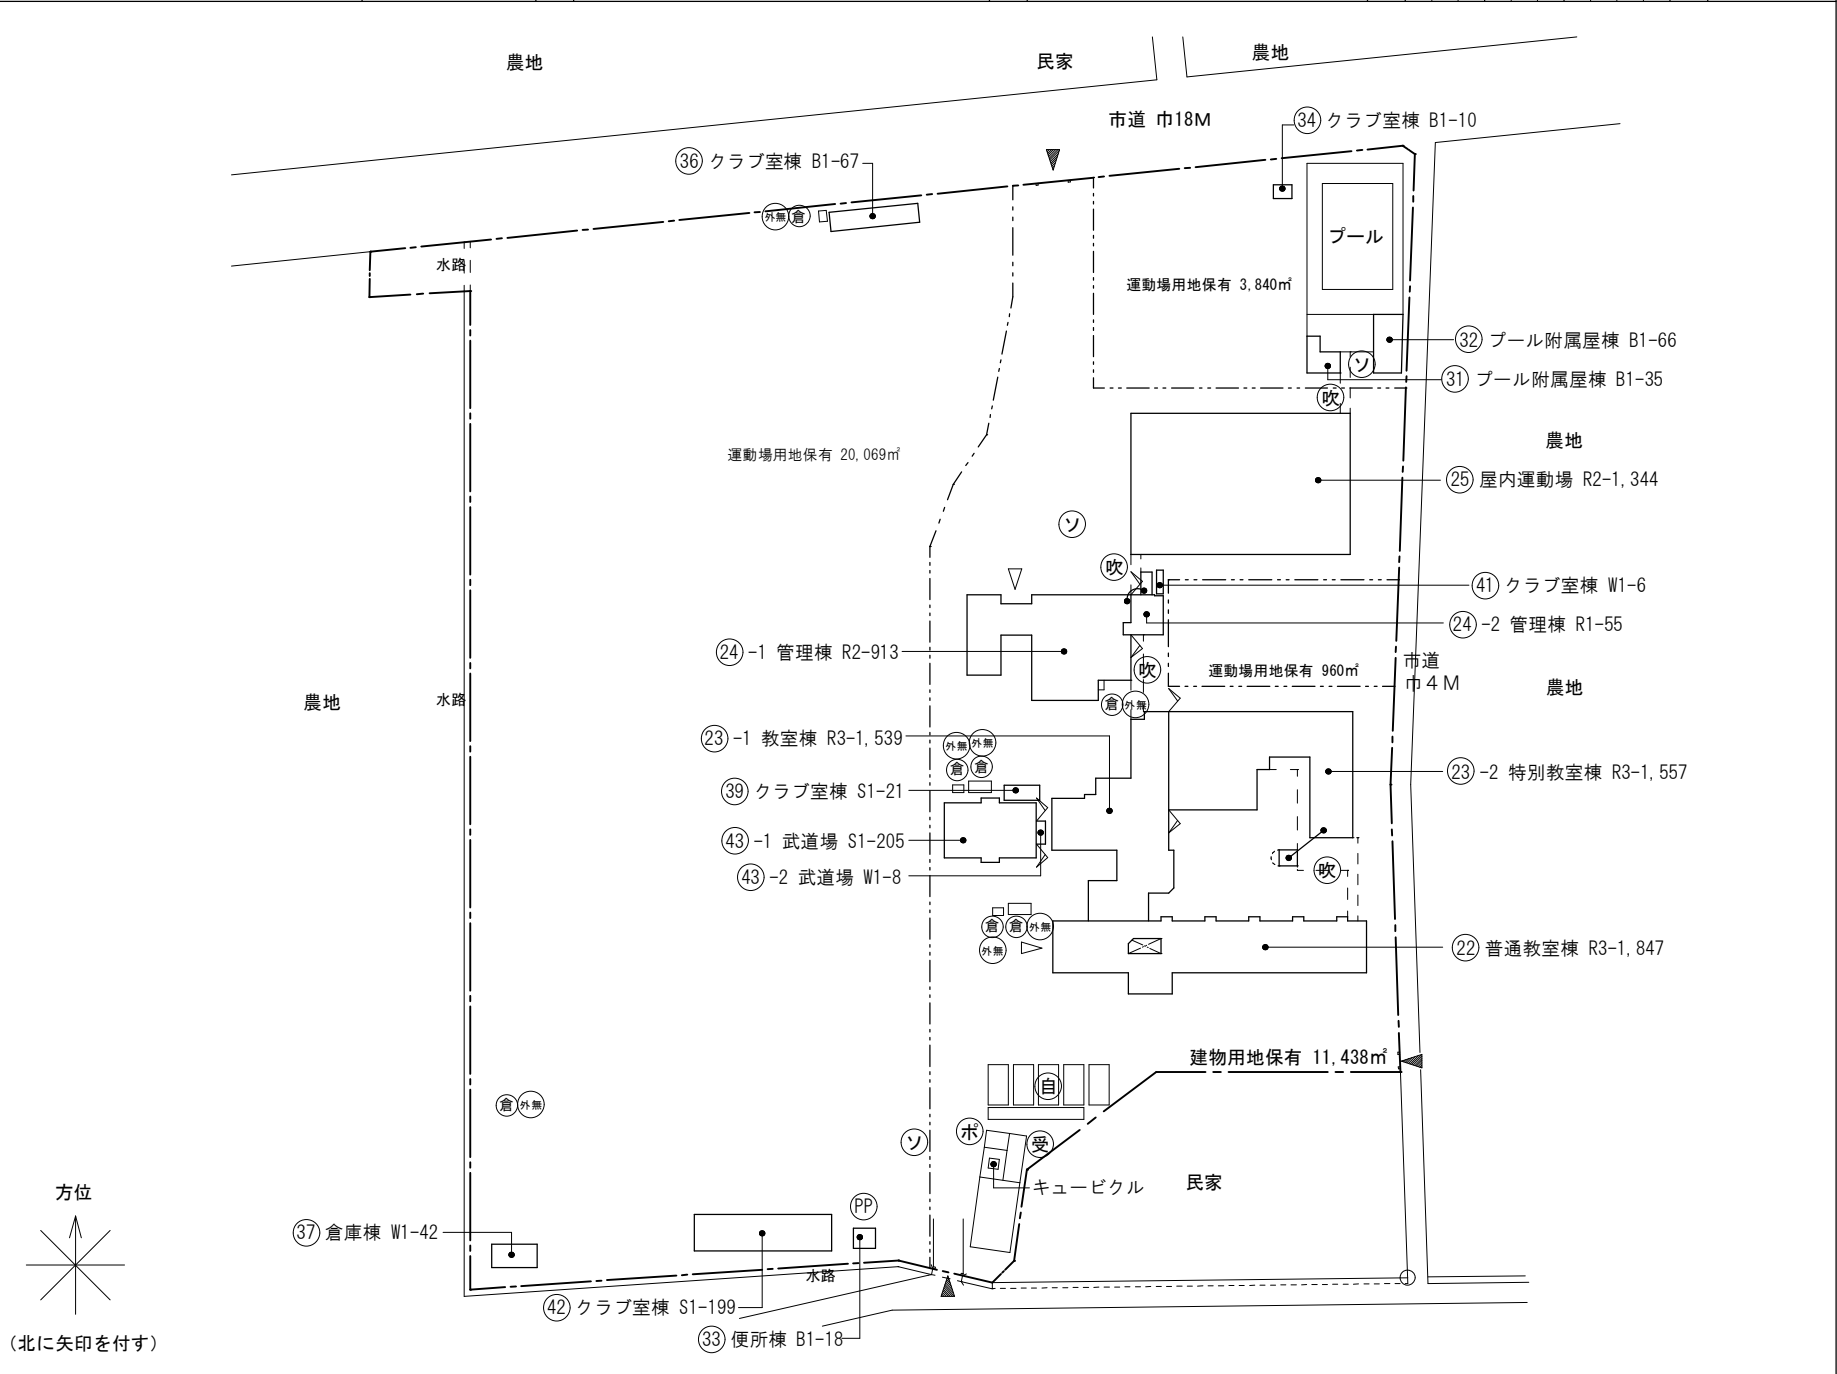 農地
民家
農地
市道 巾18M
㉞ クラブ室棟 B1-10
㊱ クラブ室棟 B1-67
外無 倉
プール
水路
運動場用地保有 3,840㎡
㉜ プール附属屋棟 B1-66
ソ
㉛ プール附属屋棟 B1-35
吹
農地
運動場用地保有 20,069㎡
㉕ 屋内運動場 R2-1,344
ソ
吹
㊶ クラブ室棟 W1-6
㉔-2 管理棟 R1-55
㉔-1 管理棟 R2-913
吹
運動場用地保有 960㎡
市道
巾4M
農地
農地
水路
倉 外無
㉓-1 教室棟 R3-1,539
外無 外無
倉 倉
㉓-2 特別教室棟 R3-1,557
㊴ クラブ室棟 S1-21
㊸-1 武道場 S1-205
㊸-2 武道場 W1-8
吹
倉 倉 外無
外無
㉒ 普通教室棟 R3-1,847
建物用地保有 11,438㎡
自
倉 外無
ソ
ポ
受
キュービクル
民家
方位
PP
㊲ 倉庫棟 W1-42
水路
㊷ クラブ室棟 S1-199
㉝ 便所棟 B1-18
(北に矢印を付す)